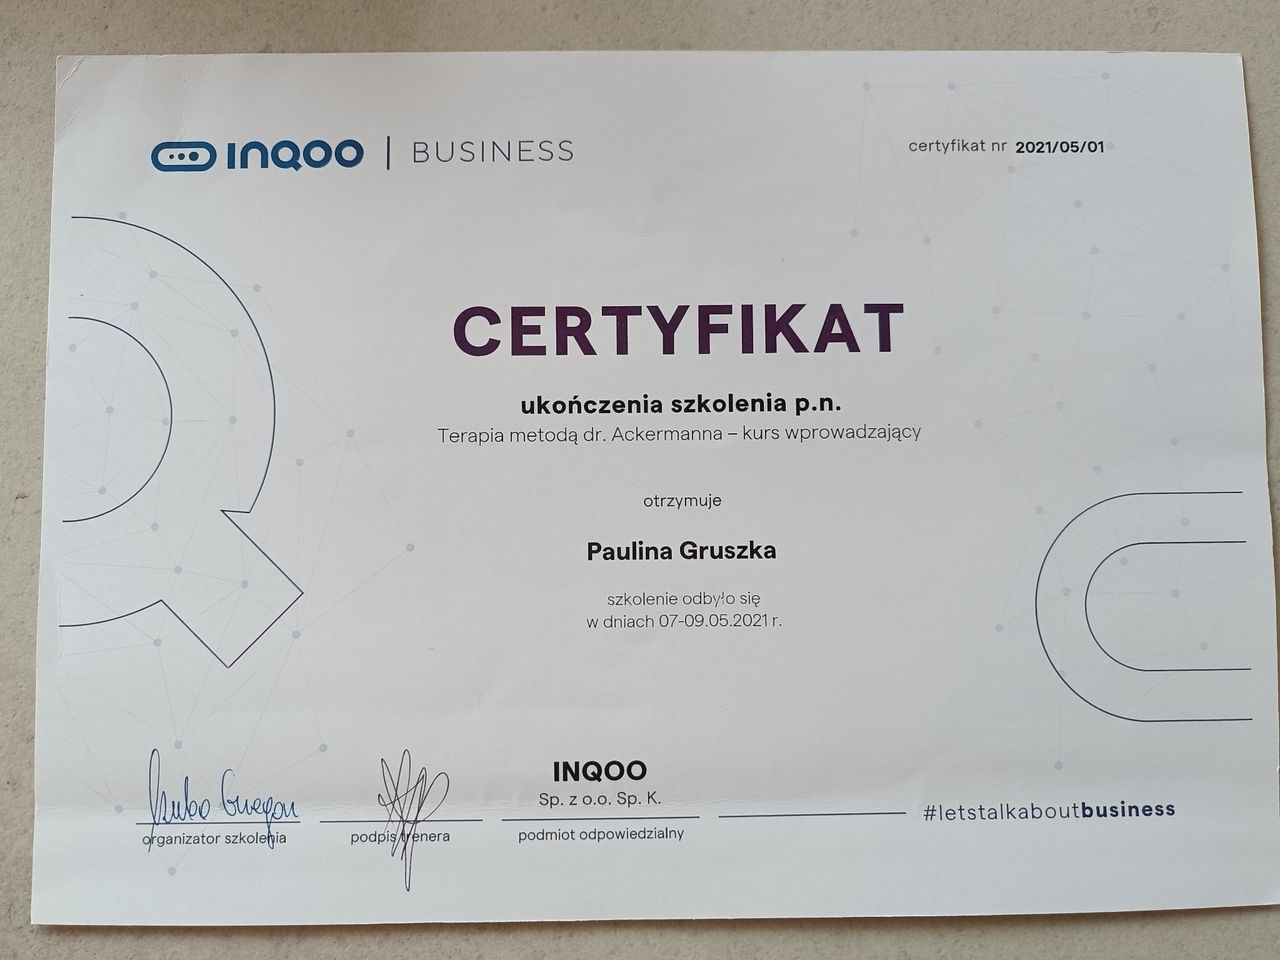 INQOO | BUSINESS
certyfikat nr 2021/05/01
CERTYFIKAT
ukończenia szkolenia p.n.
Terapia metodą dr. Ackermanna – kurs wprowadzający
otrzymuje
Paulina Gruszka
szkolenie odbyło się
w dniach 07-09.05.2021 r.
organizator szkolenia
podpis trenera
INQOO
Sp. z o.o. Sp. K.
podmiot odpowiedzialny
#letstalkaboutbusiness